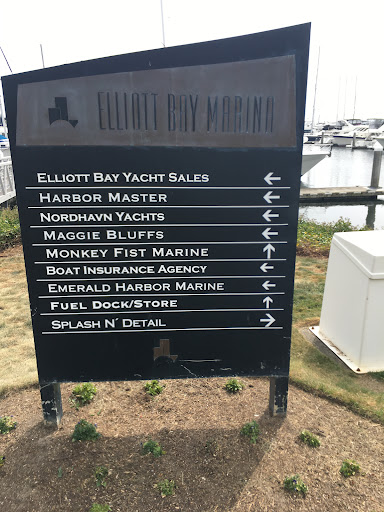 ELLIOTT BAY MARINA
ELLIOTT BAY YACHT SALES ←
HARBOR MASTER ←
NORDHAVN YACHTS ←
MAGGIE BLUFFS ←
MONKEY FIST MARINE ↑
BOAT INSURANCE AGENCY ←
EMERALD HARBOR MARINE ←
FUEL DOCK/STORE ↑
SPLASH N' DETAIL →